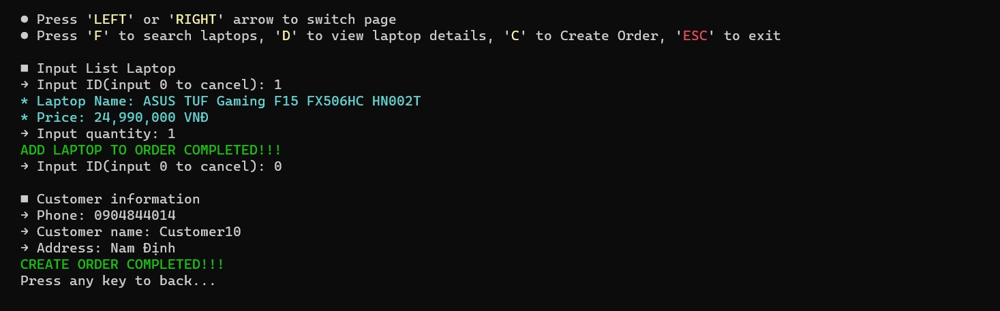 ● Press 'LEFT' or 'RIGHT' arrow to switch page
● Press 'F' to search laptops, 'D' to view laptop details, 'C' to Create Order, 'ESC' to exit
■ Input List Laptop
→ Input ID(input 0 to cancel): 1
* Laptop Name: ASUS TUF Gaming F15 FX506HC HN002T
* Price: 24,990,000 VNĐ
→ Input quantity: 1
ADD LAPTOP TO ORDER COMPLETED!!!
→ Input ID(input 0 to cancel): 0
■ Customer information
→ Phone: 0904844014
→ Customer name: Customer10
→ Address: Nam Định
CREATE ORDER COMPLETED!!!
Press any key to back...